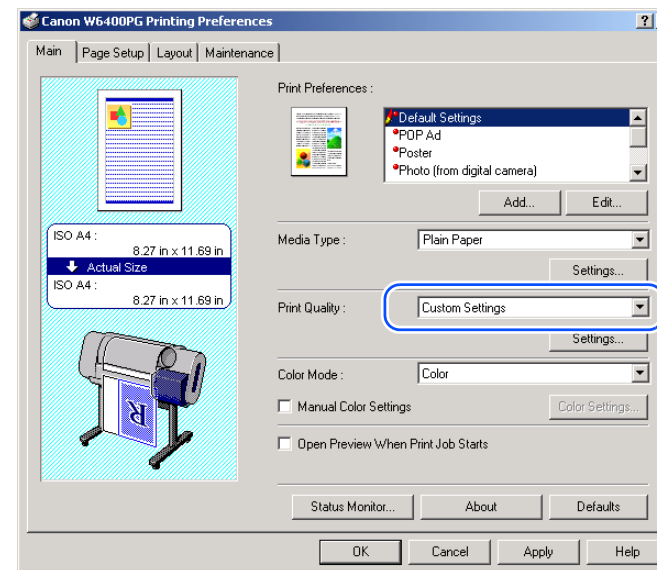 Canon W6400PG Printing Preferences
Main Page Setup Layout Maintenance
Print Preferences :
Default Settings
POP Ad
Poster
Photo (from digital camera)
Add... Edit...
ISO A4 :
8.27 in x 11.69 in
Actual Size
ISO A4 :
8.27 in x 11.69 in
Media Type : Plain Paper
Settings...
Print Quality : Custom Settings
Settings...
Color Mode : Color
Manual Color Settings Color Settings...
Open Preview When Print Job Starts
Status Monitor... About Defaults
OK Cancel Apply Help